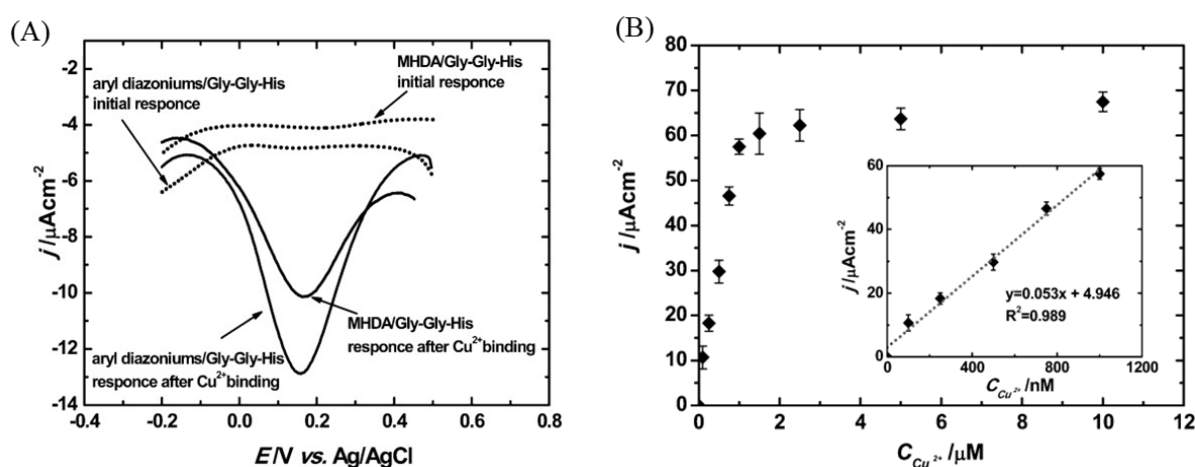 (A)
aryl diazoniums/Gly-Gly-His
initial responce
MHDA/Gly-Gly-His
initial responce
MHDA/Gly-Gly-His
responce after Cu²⁺binding
aryl diazoniums/Gly-Gly-His
responce after Cu²⁺binding
j /μAcm⁻²
-2
-4
-6
-8
-10
-12
-14
-0.4 -0.2 0.0 0.2 0.4 0.6 0.8
E/V vs. Ag/AgCl
(B)
j /μAcm⁻²
80
70
60
50
40
30
20
10
0
0 2 4 6 8 10 12
C Cu²⁺ /μM
j /μAcm⁻²
60
40
20
0
y=0.053x + 4.946
R²=0.989
0 400 800 1200
C Cu²⁺ /nM